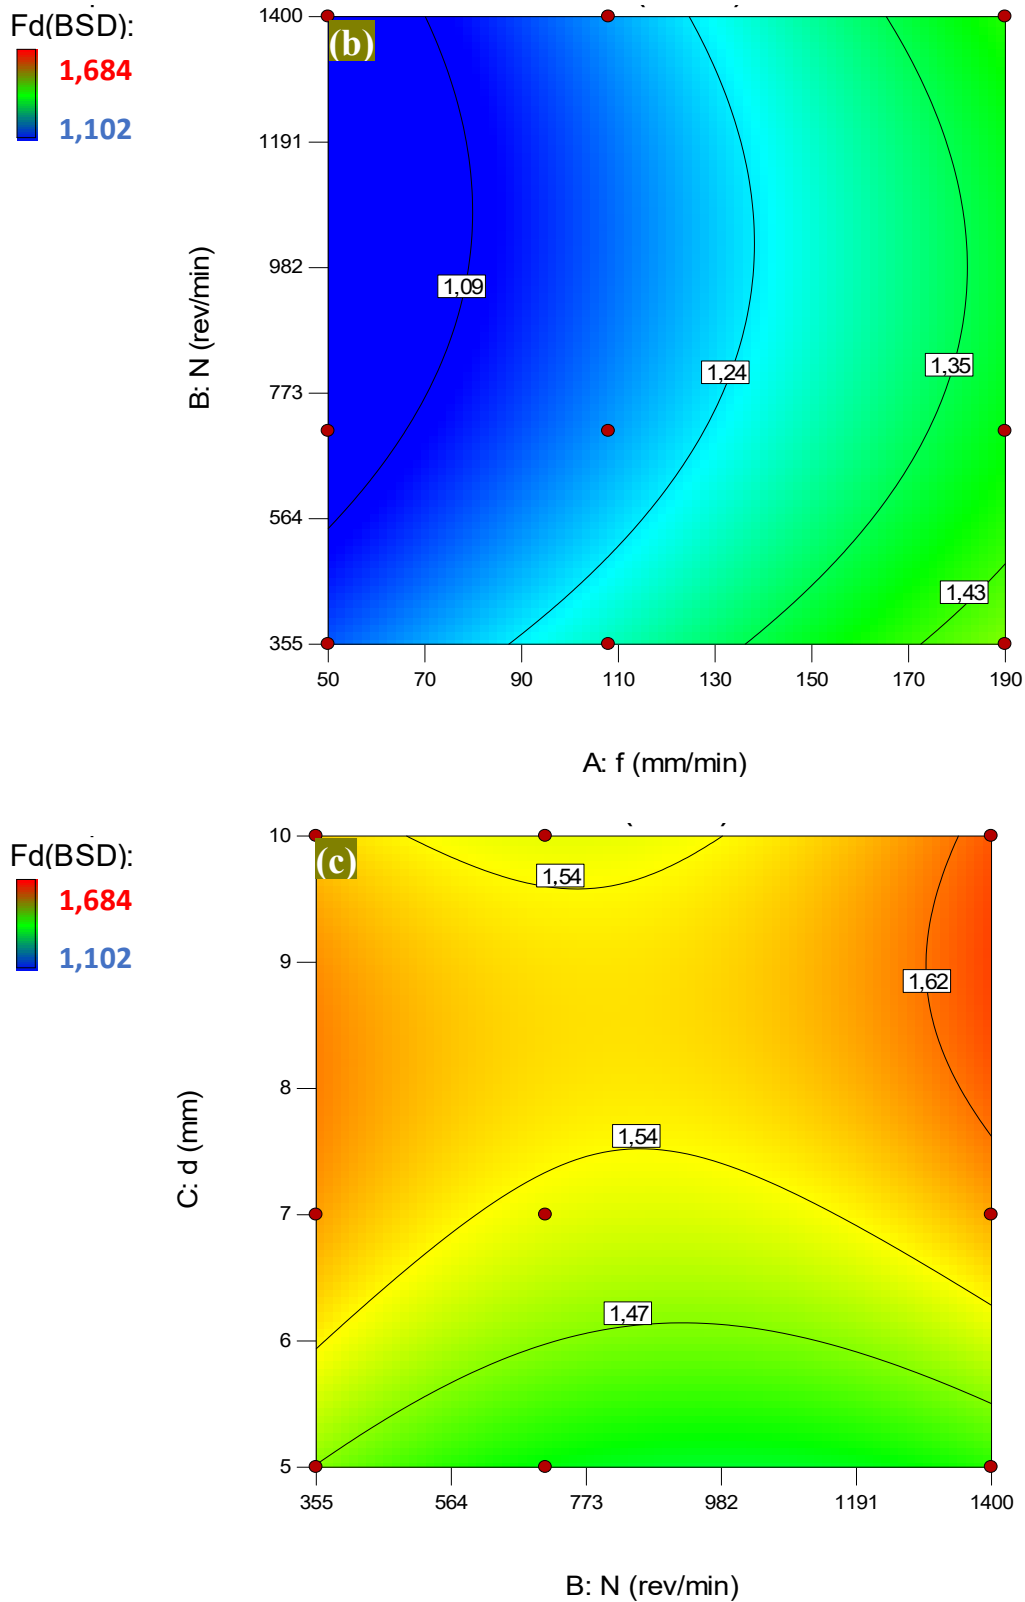 Fd(BSD):
1,684
1,102
(b)
1400
1191
982
773
564
355
B: N (rev/min)
1,09
1,24
1,35
1,43
50 70 90 110 130 150 170 190
A: f (mm/min)
Fd(BSD):
1,684
1,102
(c)
10
9
8
7
6
5
C: d (mm)
1,54
1,62
1,54
1,47
355 564 773 982 1191 1400
B: N (rev/min)